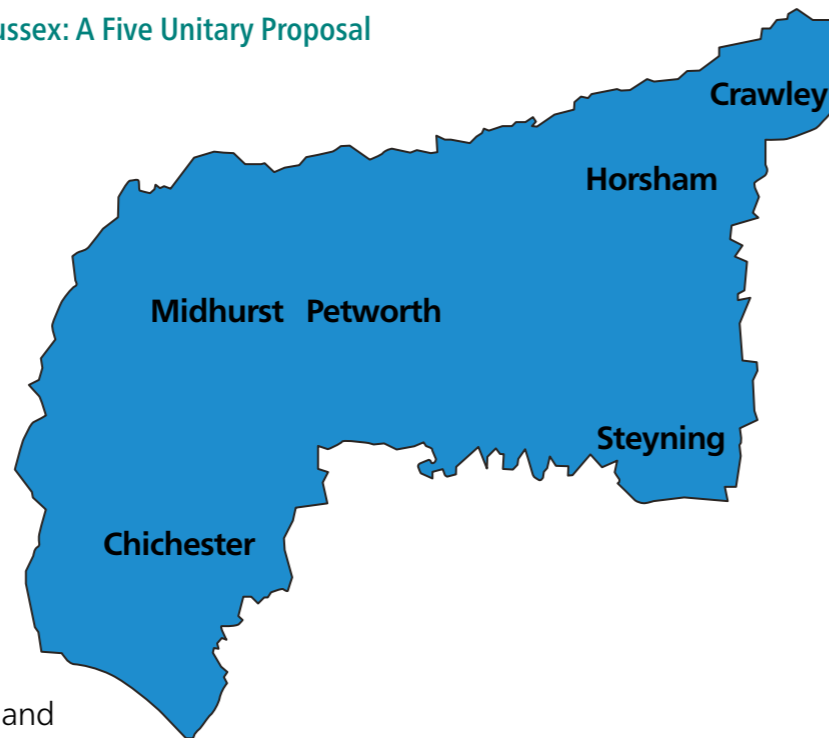 ussex: A Five Unitary Proposal
Crawley
Horsham
Midhurst Petworth
Steyning
Chichester
and